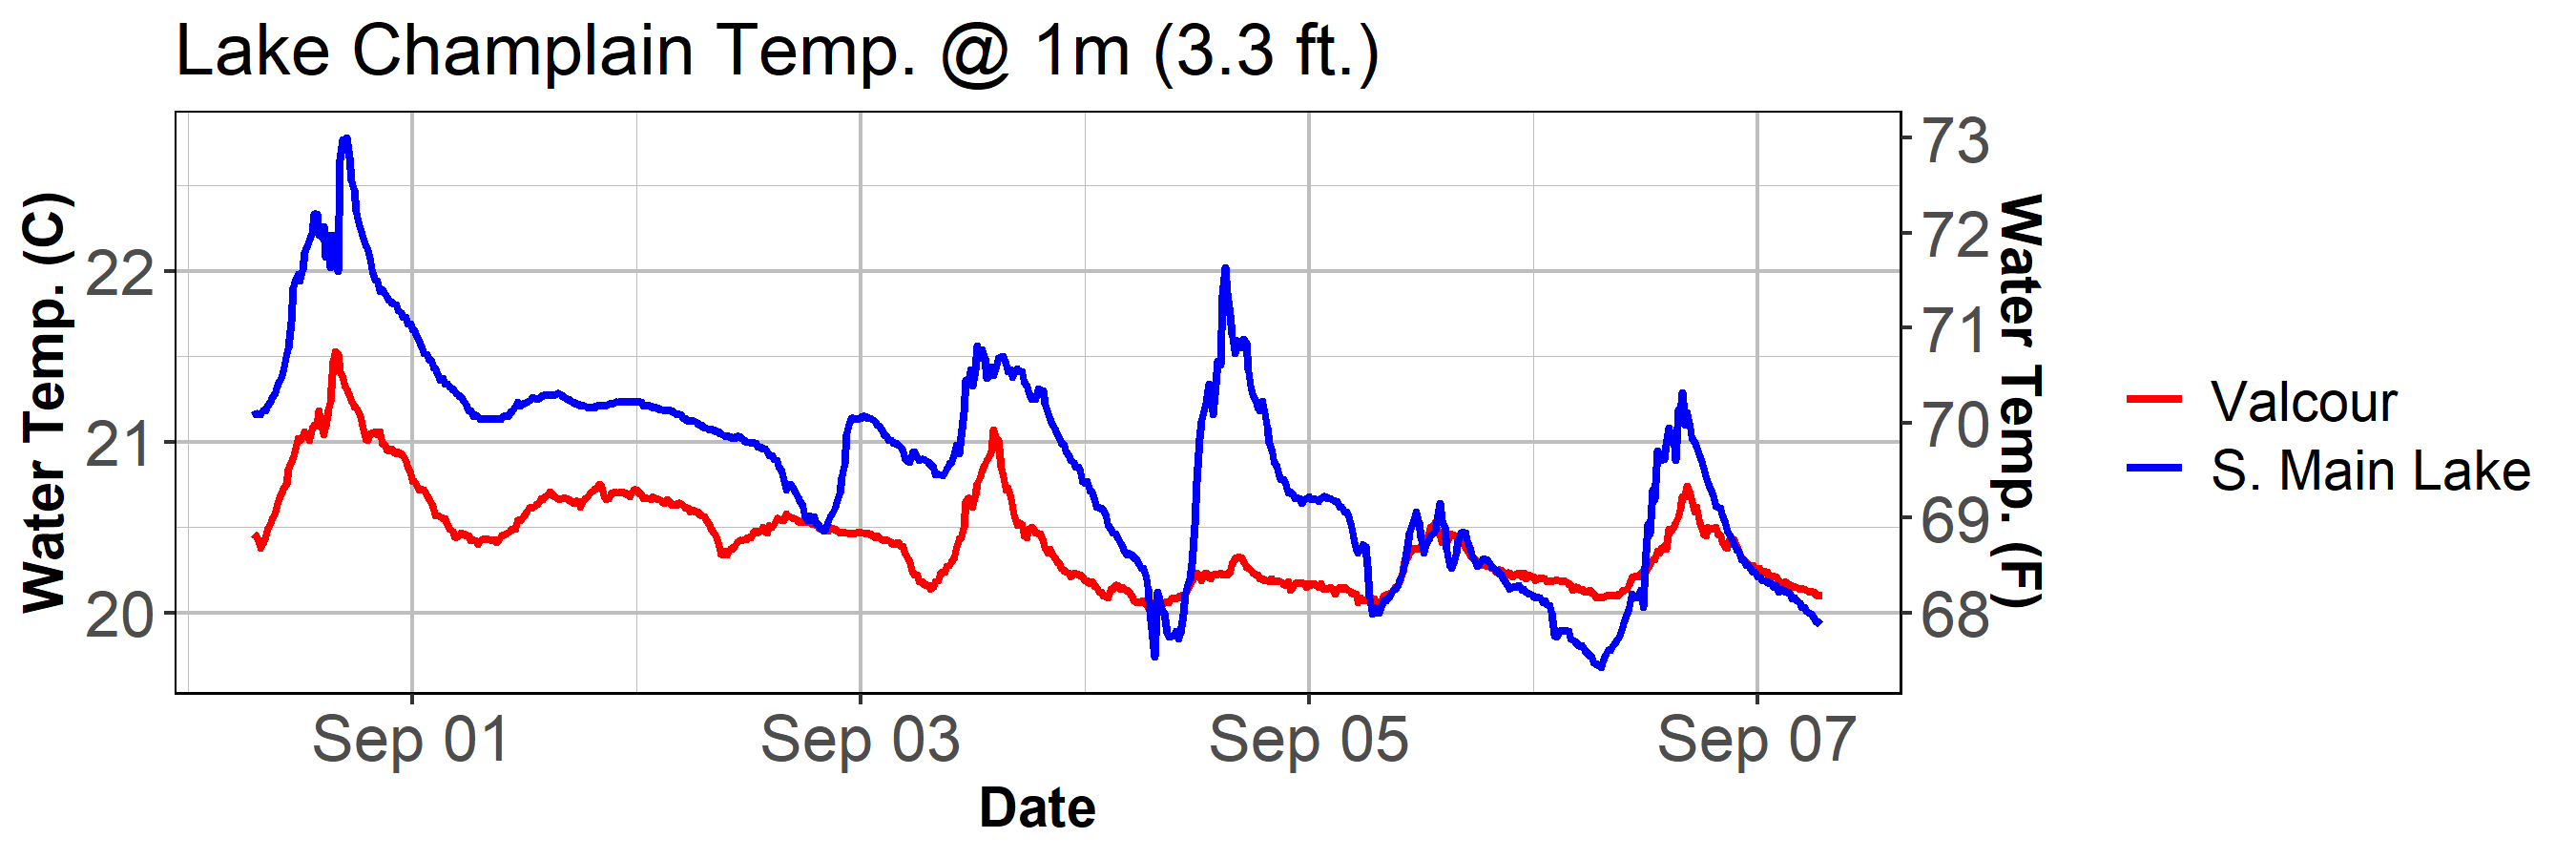 Lake Champlain Temp. @ 1m (3.3 ft.)
Water Temp. (C)
22
21
20
73
72
71
70
69
68
Water Temp. (F)
Sep 01
Sep 03
Sep 05
Sep 07
Date
Valcour
S. Main Lake